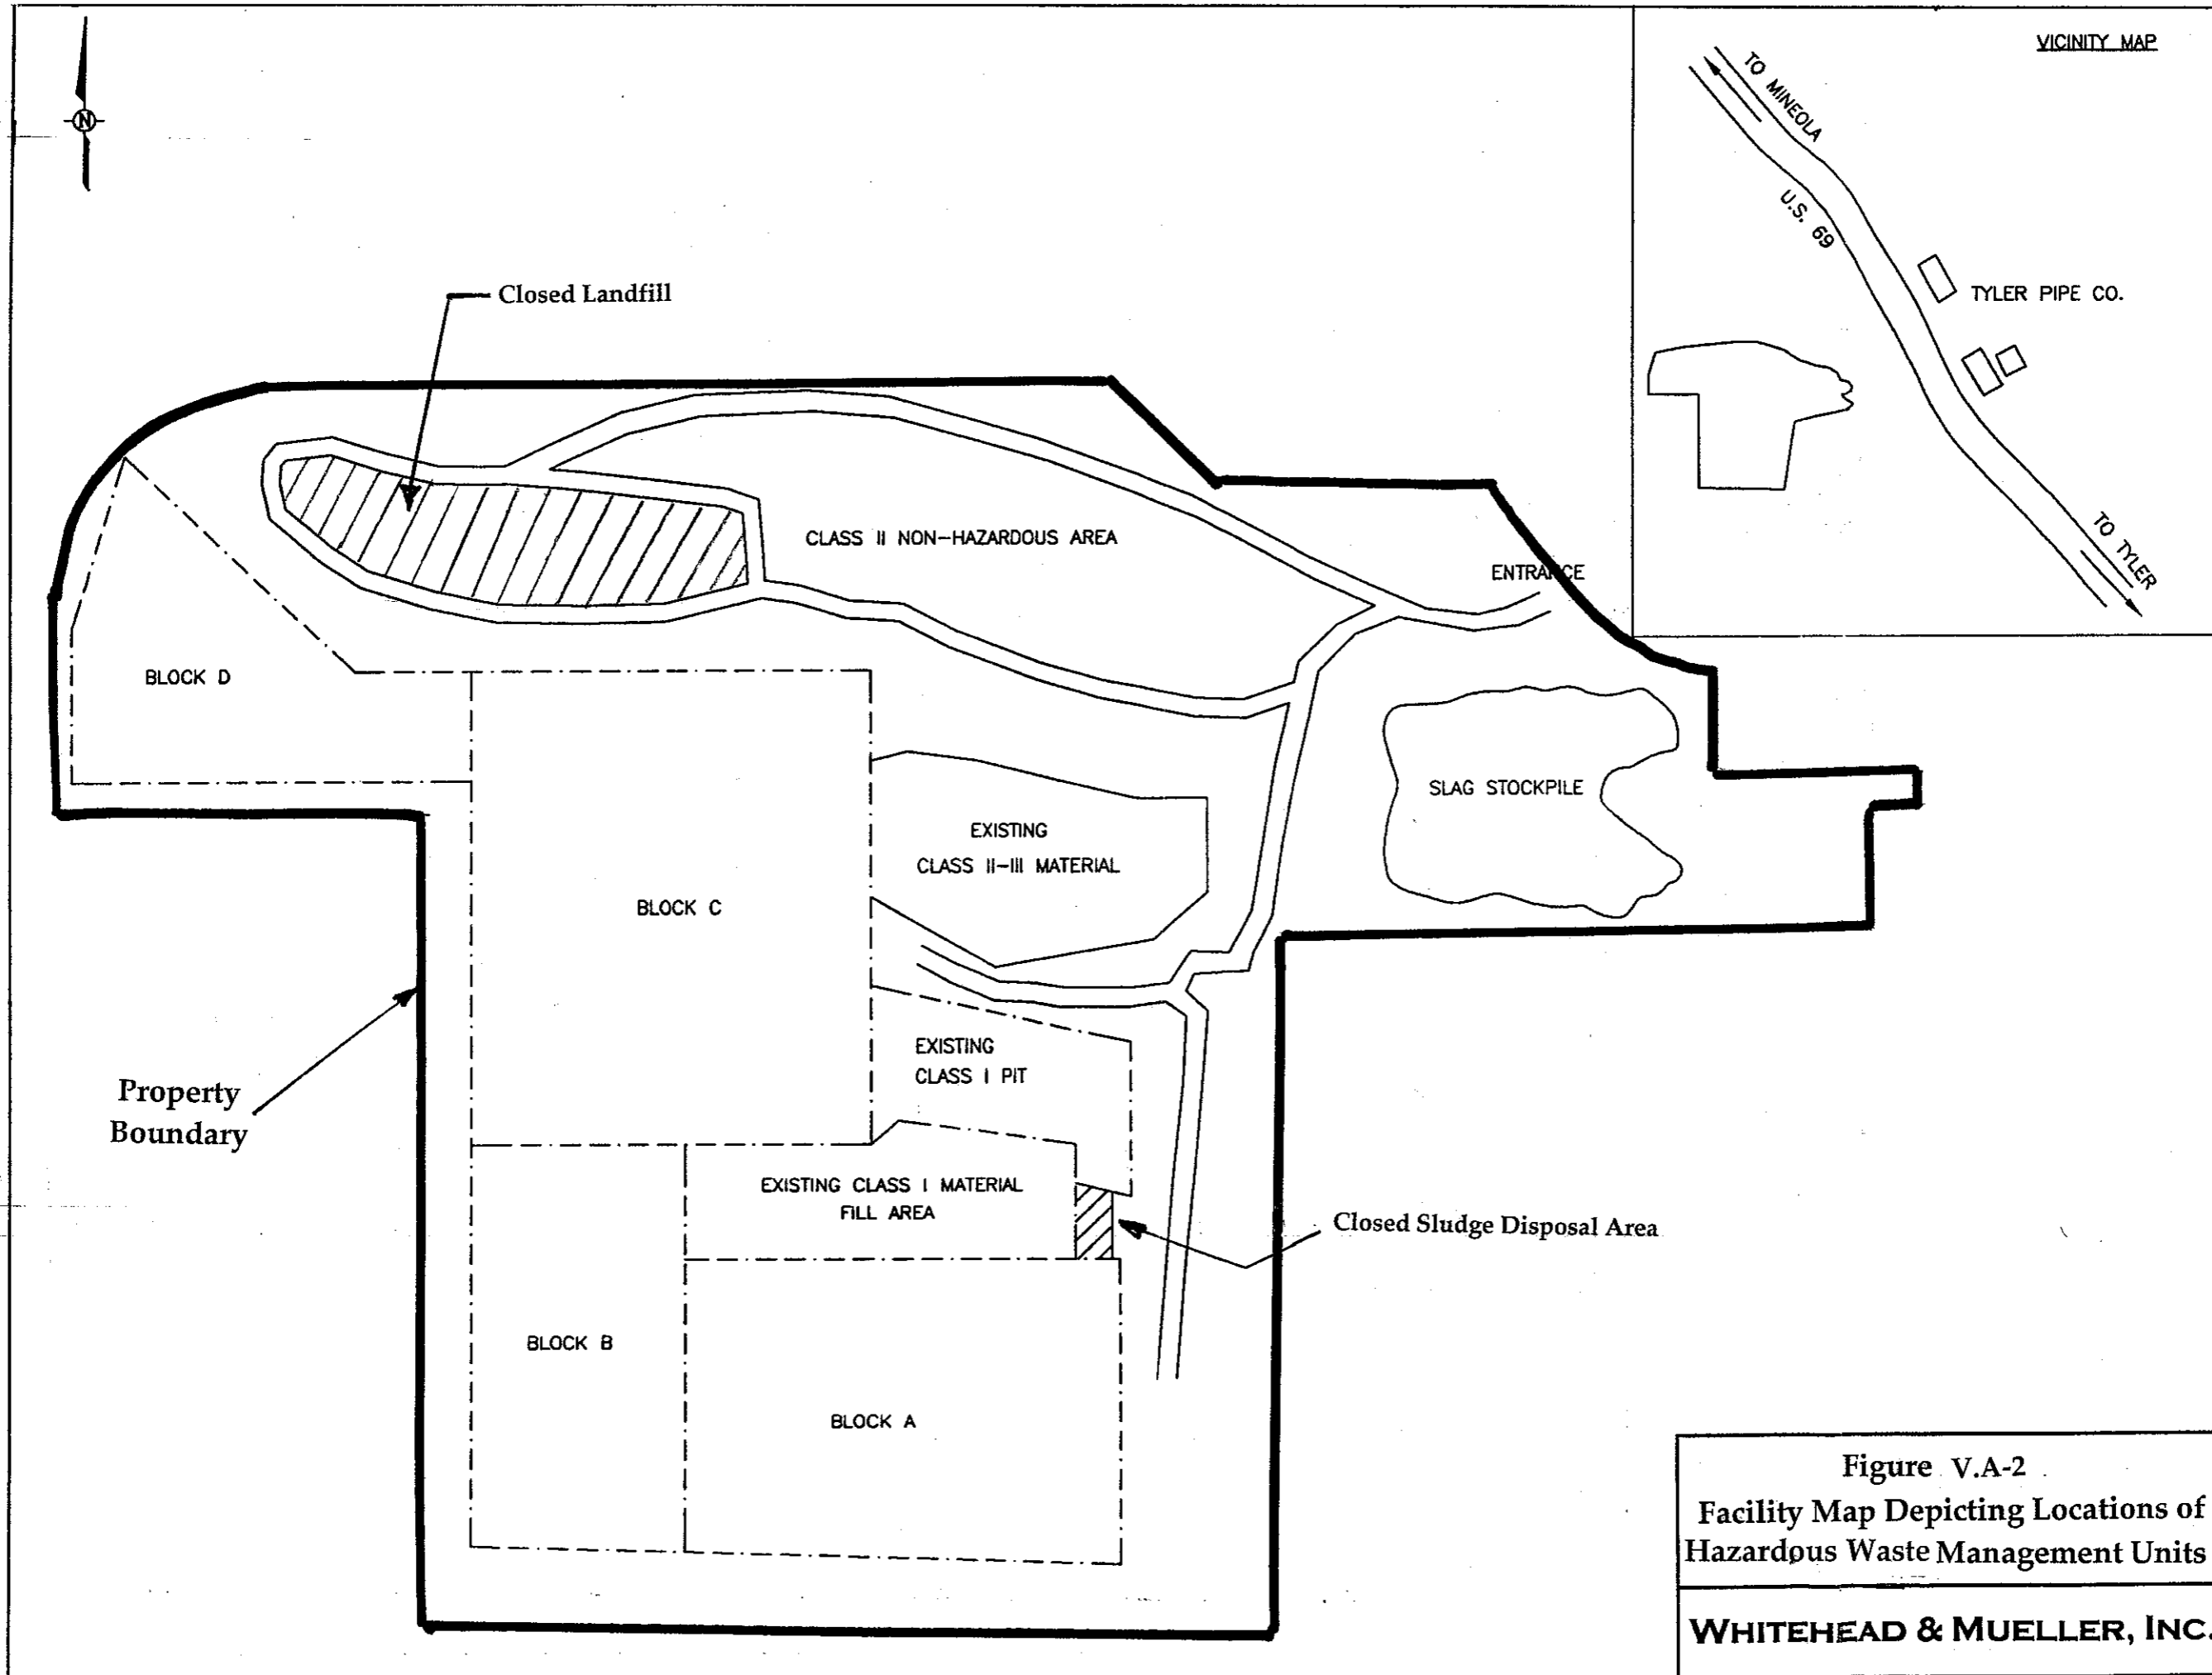 VICINITY MAP
N
TO MINEOLA
U.S. 69
TYLER PIPE CO.
TO TYLER
Closed Landfill
CLASS II NON-HAZARDOUS AREA
ENTRANCE
BLOCK D
SLAG STOCKPILE
EXISTING
CLASS II-III MATERIAL
BLOCK C
EXISTING
CLASS I PIT
Property
Boundary
EXISTING CLASS I MATERIAL
FILL AREA
Closed Sludge Disposal Area
BLOCK B
BLOCK A
Figure V.A-2
Facility Map Depicting Locations of
Hazardous Waste Management Units
WHITEHEAD & MUELLER, INC.